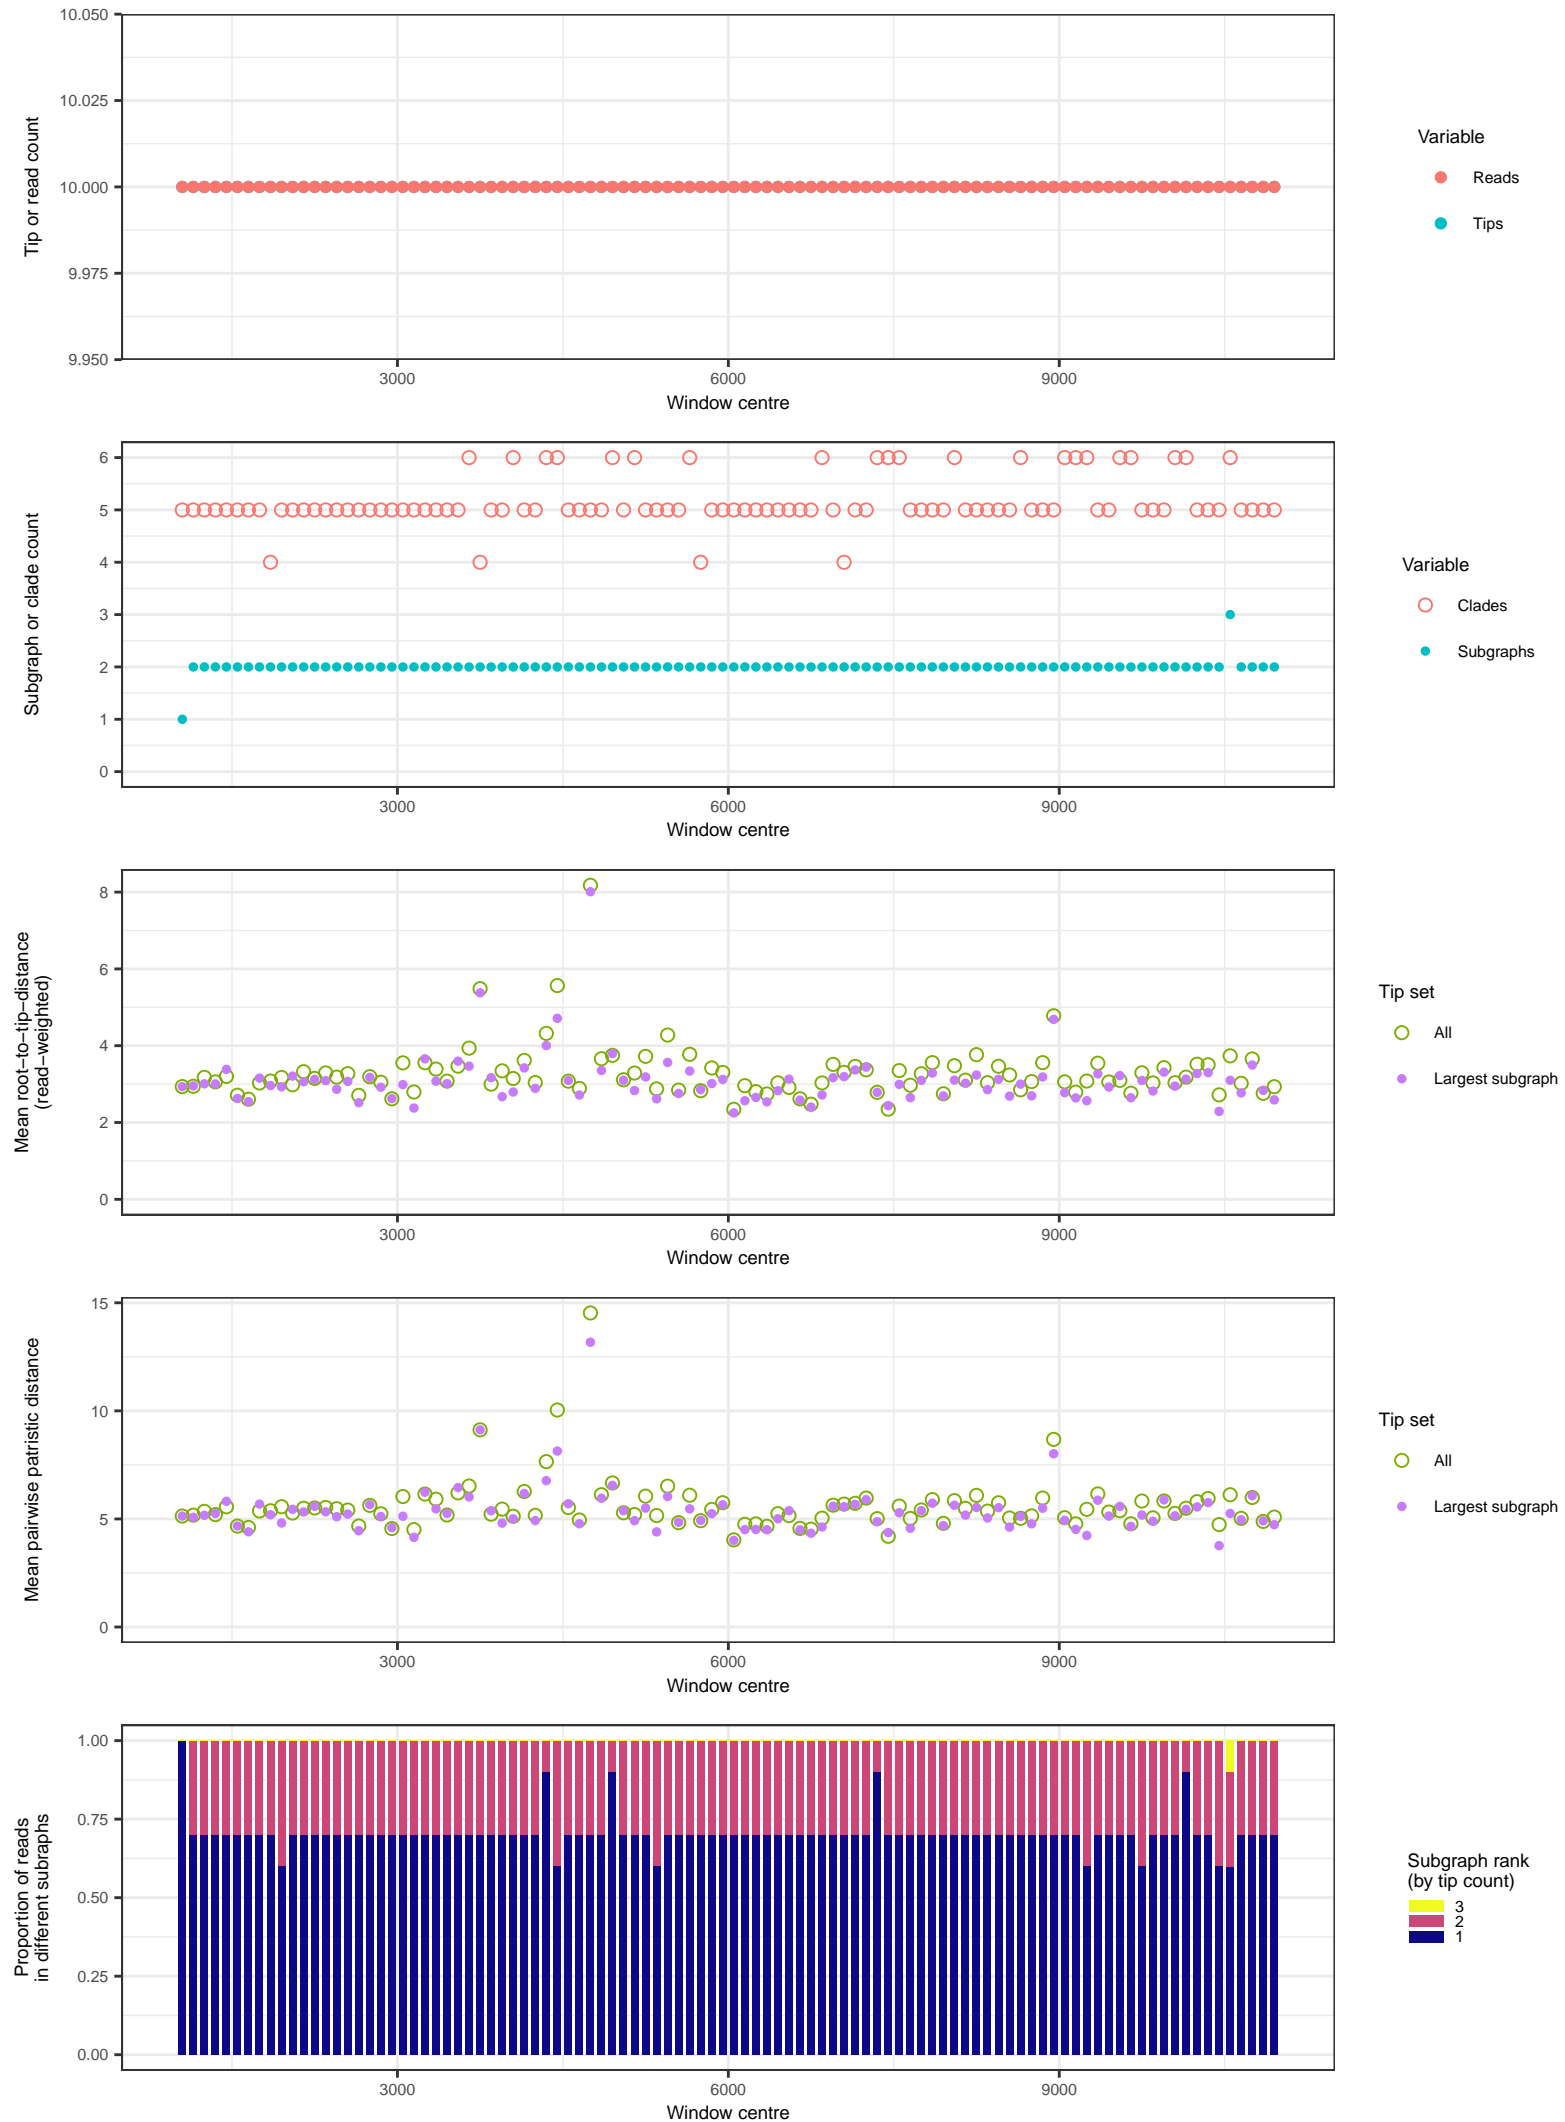 10.050
10.025
10.000
9.975
9.950
Tip or read count
3000
6000
9000
Window centre
Variable
Reads
Tips
6
5
4
3
2
1
0
Subgraph or clade count
3000
6000
9000
Window centre
Variable
Clades
Subgraphs
8
6
4
2
0
Mean root−to−tip−distance
(read−weighted)
3000
6000
9000
Window centre
Tip set
All
Largest subgraph
15
10
5
0
Mean pairwise patristic distance
3000
6000
9000
Window centre
Tip set
All
Largest subgraph
1.00
0.75
0.50
0.25
0.00
Proportion of reads
in different subraphs
3000
6000
9000
Window centre
Subgraph rank
(by tip count)
3
2
1